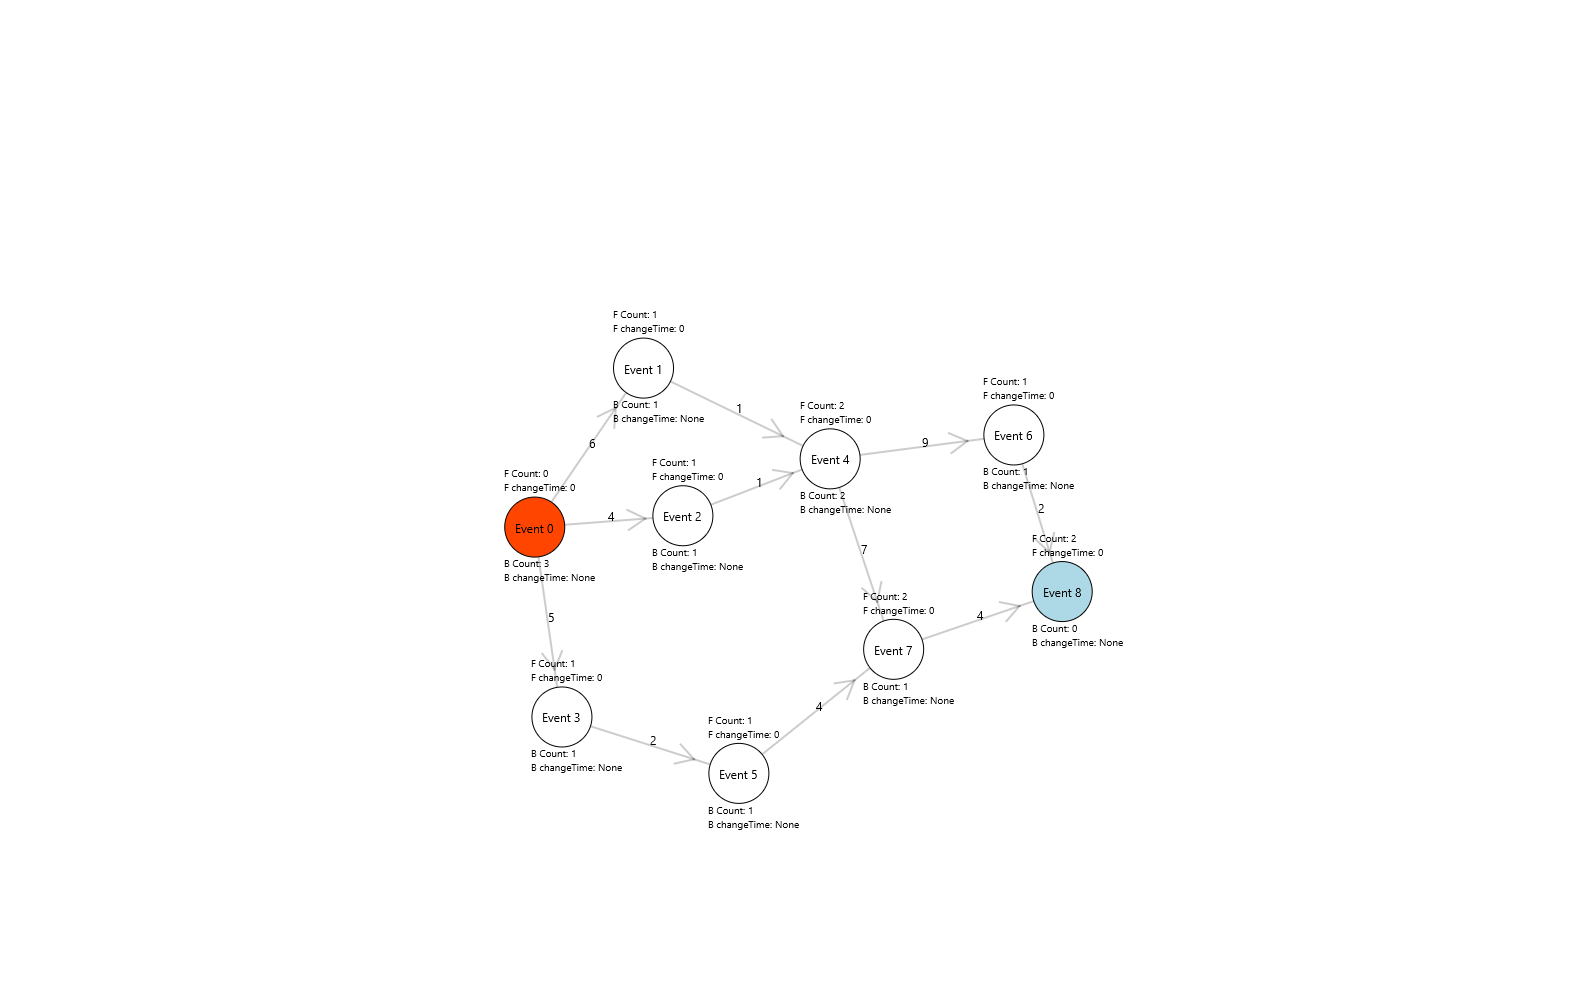 F Count: 1
F changeTime: 0
Event 1
B Count: 1
B changeTime: None
1
6
F Count: 1
F changeTime: 0
Event 6
B Count: 1
B changeTime: None
F Count: 2
F changeTime: 0
Event 4
B Count: 2
B changeTime: None
9
2
7
F Count: 1
F changeTime: 0
Event 2
B Count: 1
B changeTime: None
1
4
F Count: 0
F changeTime: 0
Event 0
B Count: 3
B changeTime: None
5
F Count: 2
F changeTime: 0
Event 8
B Count: 0
B changeTime: None
F Count: 2
F changeTime: 0
Event 7
B Count: 1
B changeTime: None
4
F Count: 1
F changeTime: 0
Event 3
B Count: 1
B changeTime: None
2
4
F Count: 1
F changeTime: 0
Event 5
B Count: 1
B changeTime: None